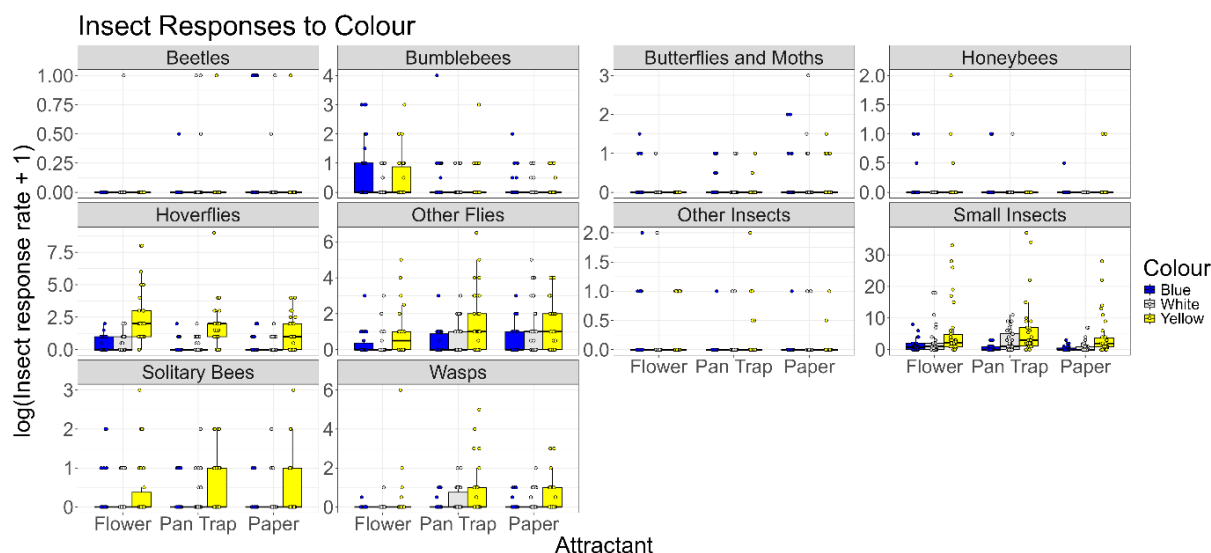 Insect Responses to Colour
Beetles
Bumblebees
Butterflies and Moths
Honeybees
1.00
0.75
0.50
0.25
0.00
4
3
2
1
0
3
2
1
0
2.0
1.5
1.0
0.5
0.0
Hoverflies
Other Flies
Other Insects
Small Insects
7.5
5.0
2.5
0.0
6
4
2
0
2.0
1.5
1.0
0.5
0.0
30
20
10
0
Flower Pan Trap Paper
Flower Pan Trap Paper
Solitary Bees
Wasps
3
2
1
0
6
4
2
0
Flower Pan Trap Paper
Flower Pan Trap Paper
log(Insect response rate + 1)
Attractant
Colour
Blue
White
Yellow